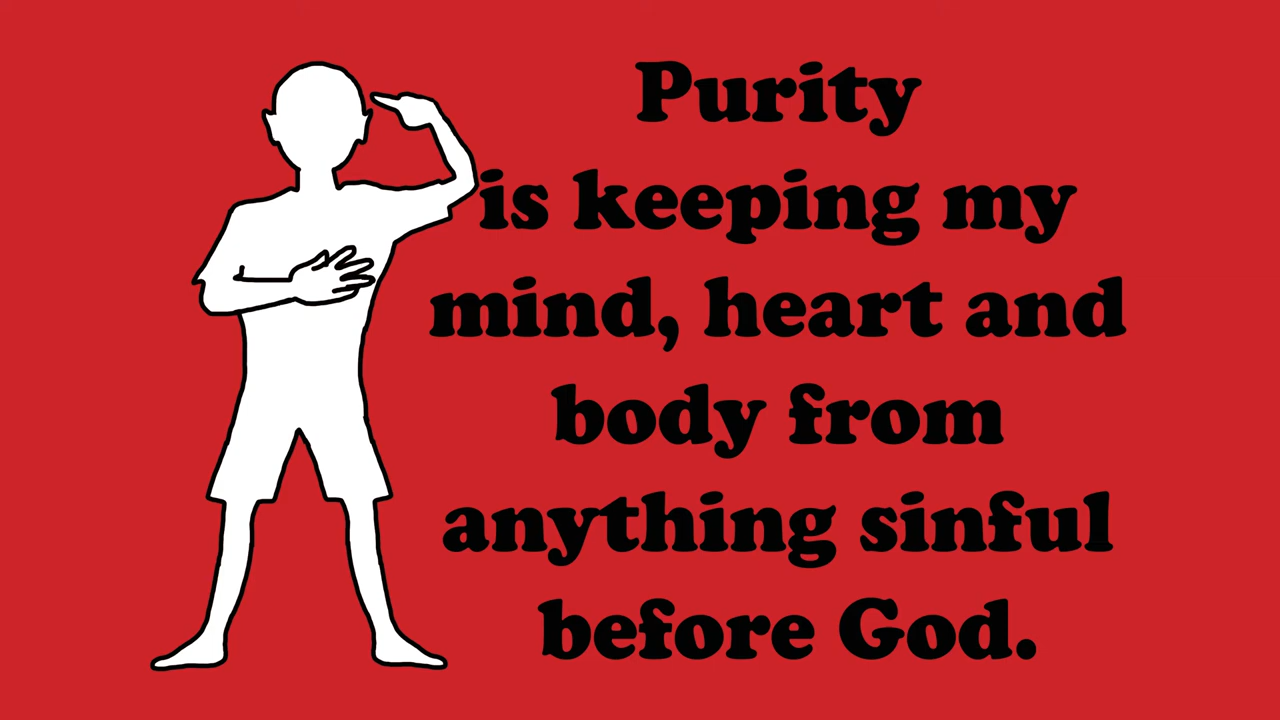 Purity
is keeping my
mind, heart and
body from
anything sinful
before God.